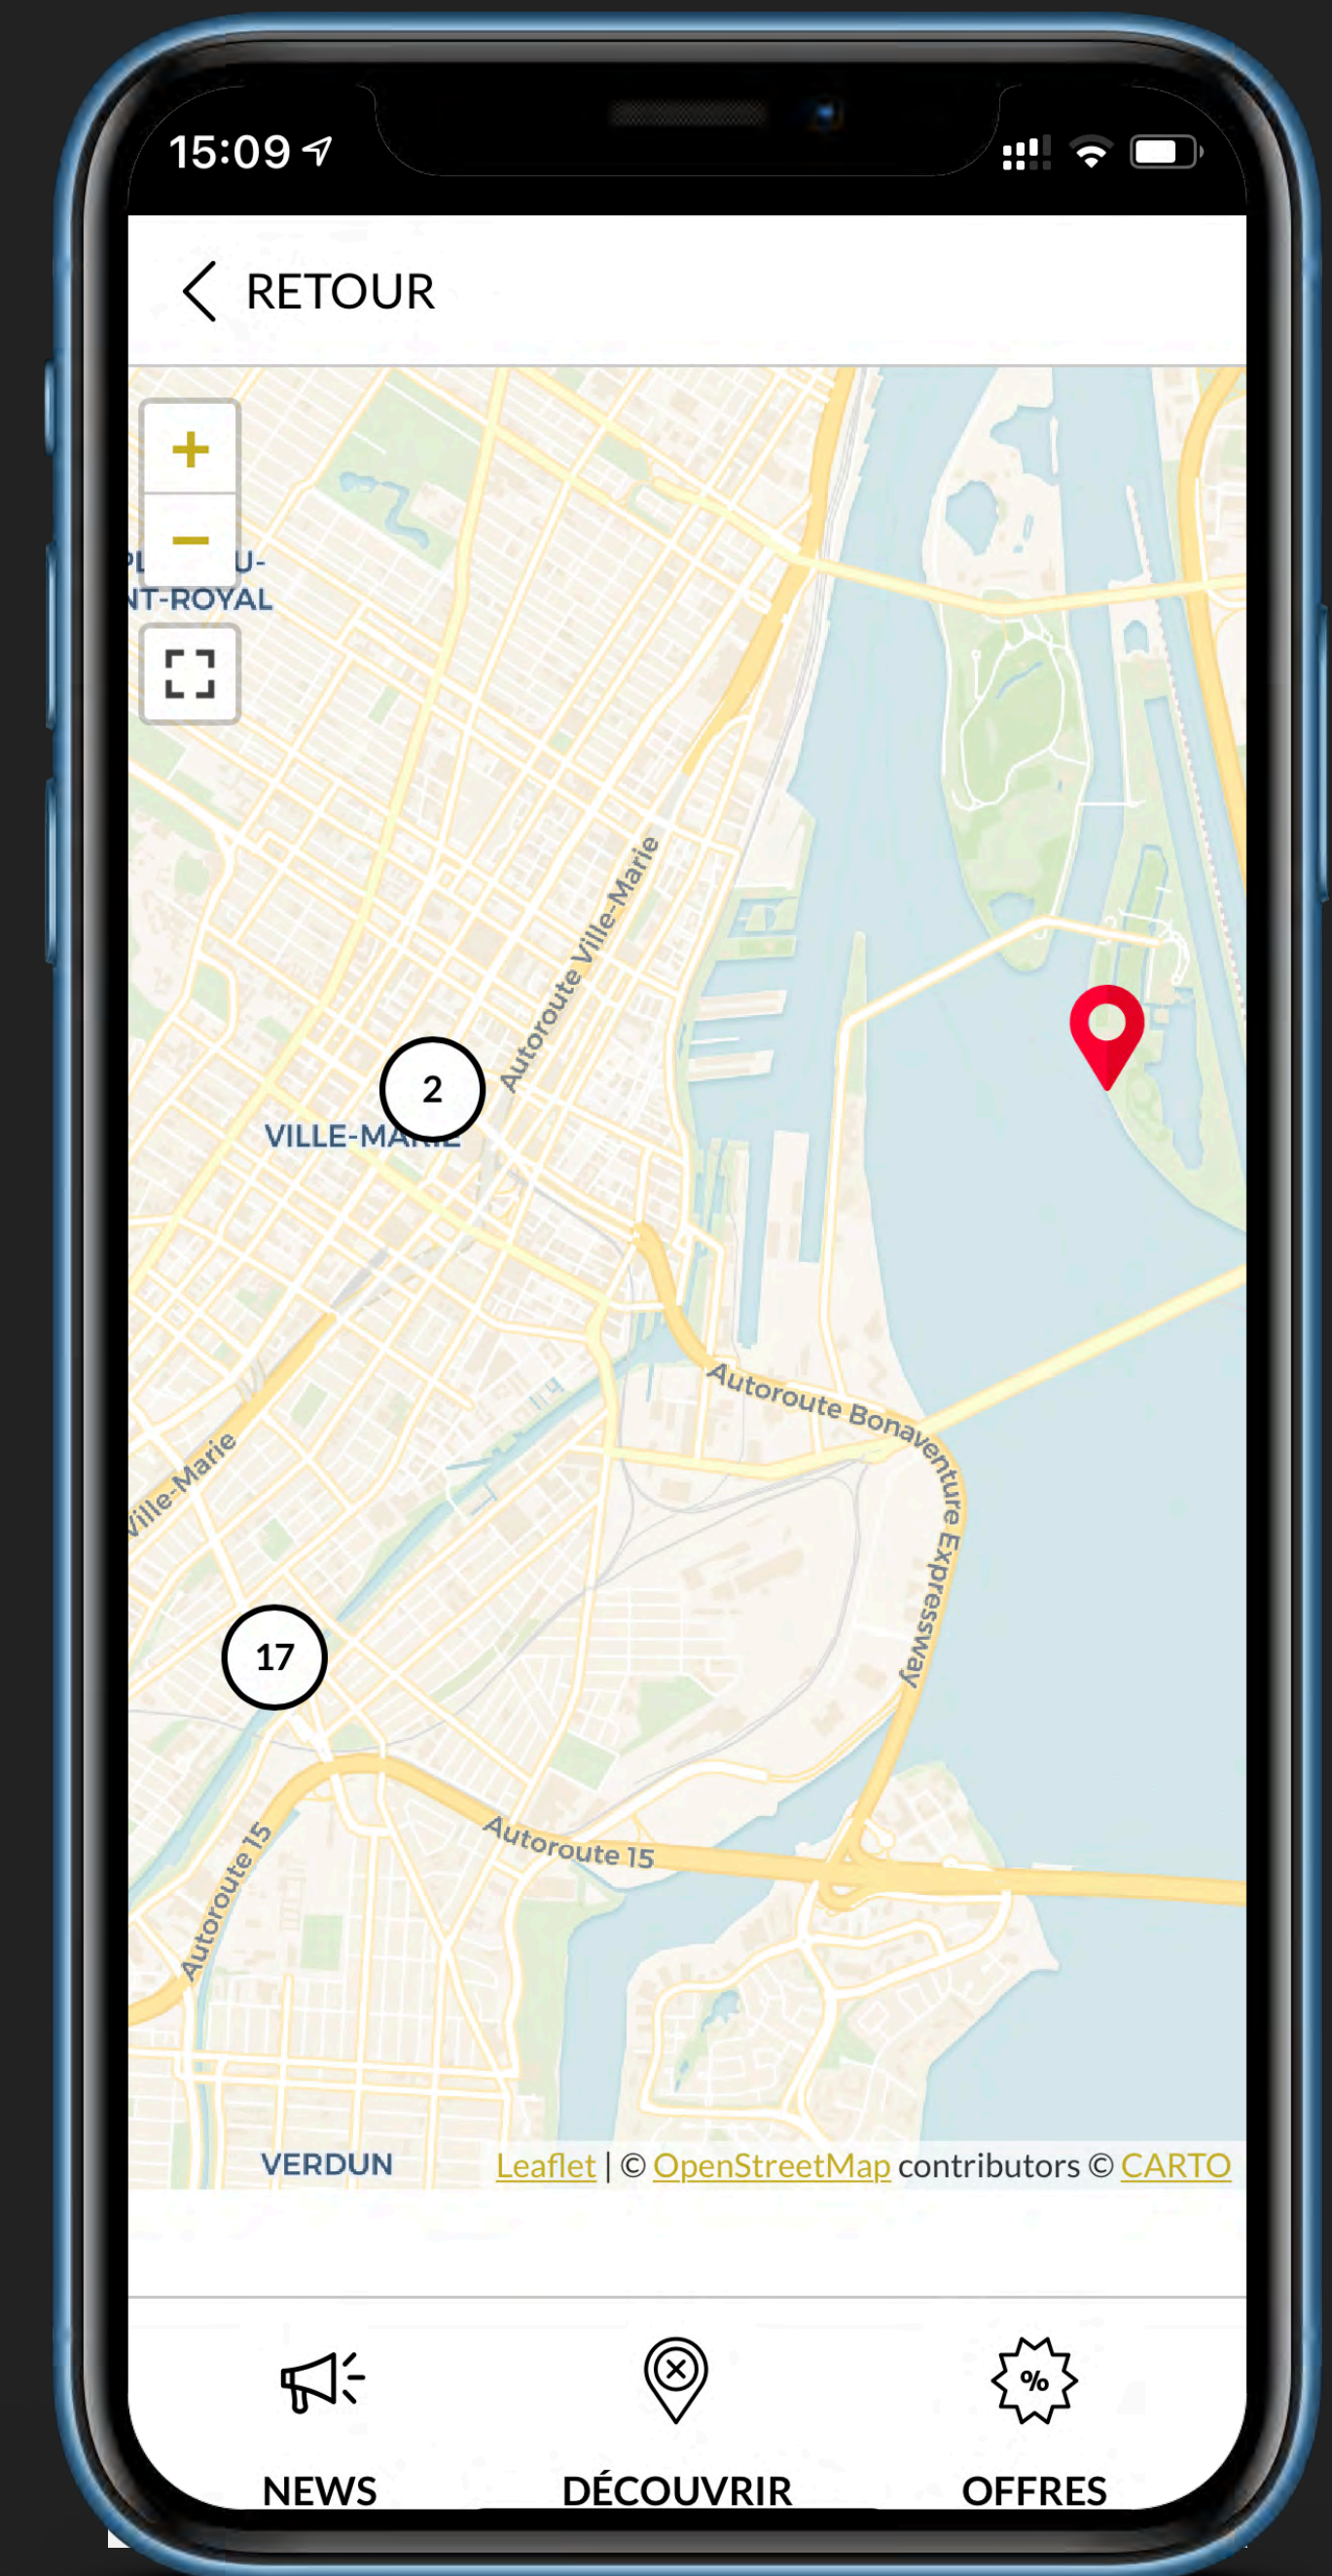 15:09
RETOUR
+
−
NT-ROYAL
Autoroute Ville-Marie
2
VILLE-MARIE
Autoroute Bonaventure Expressway
Ville-Marie
17
Autoroute 15
Autoroute 15
VERDUN
Leaflet | © OpenStreetMap contributors © CARTO
%
NEWS
DÉCOUVRIR
OFFRES